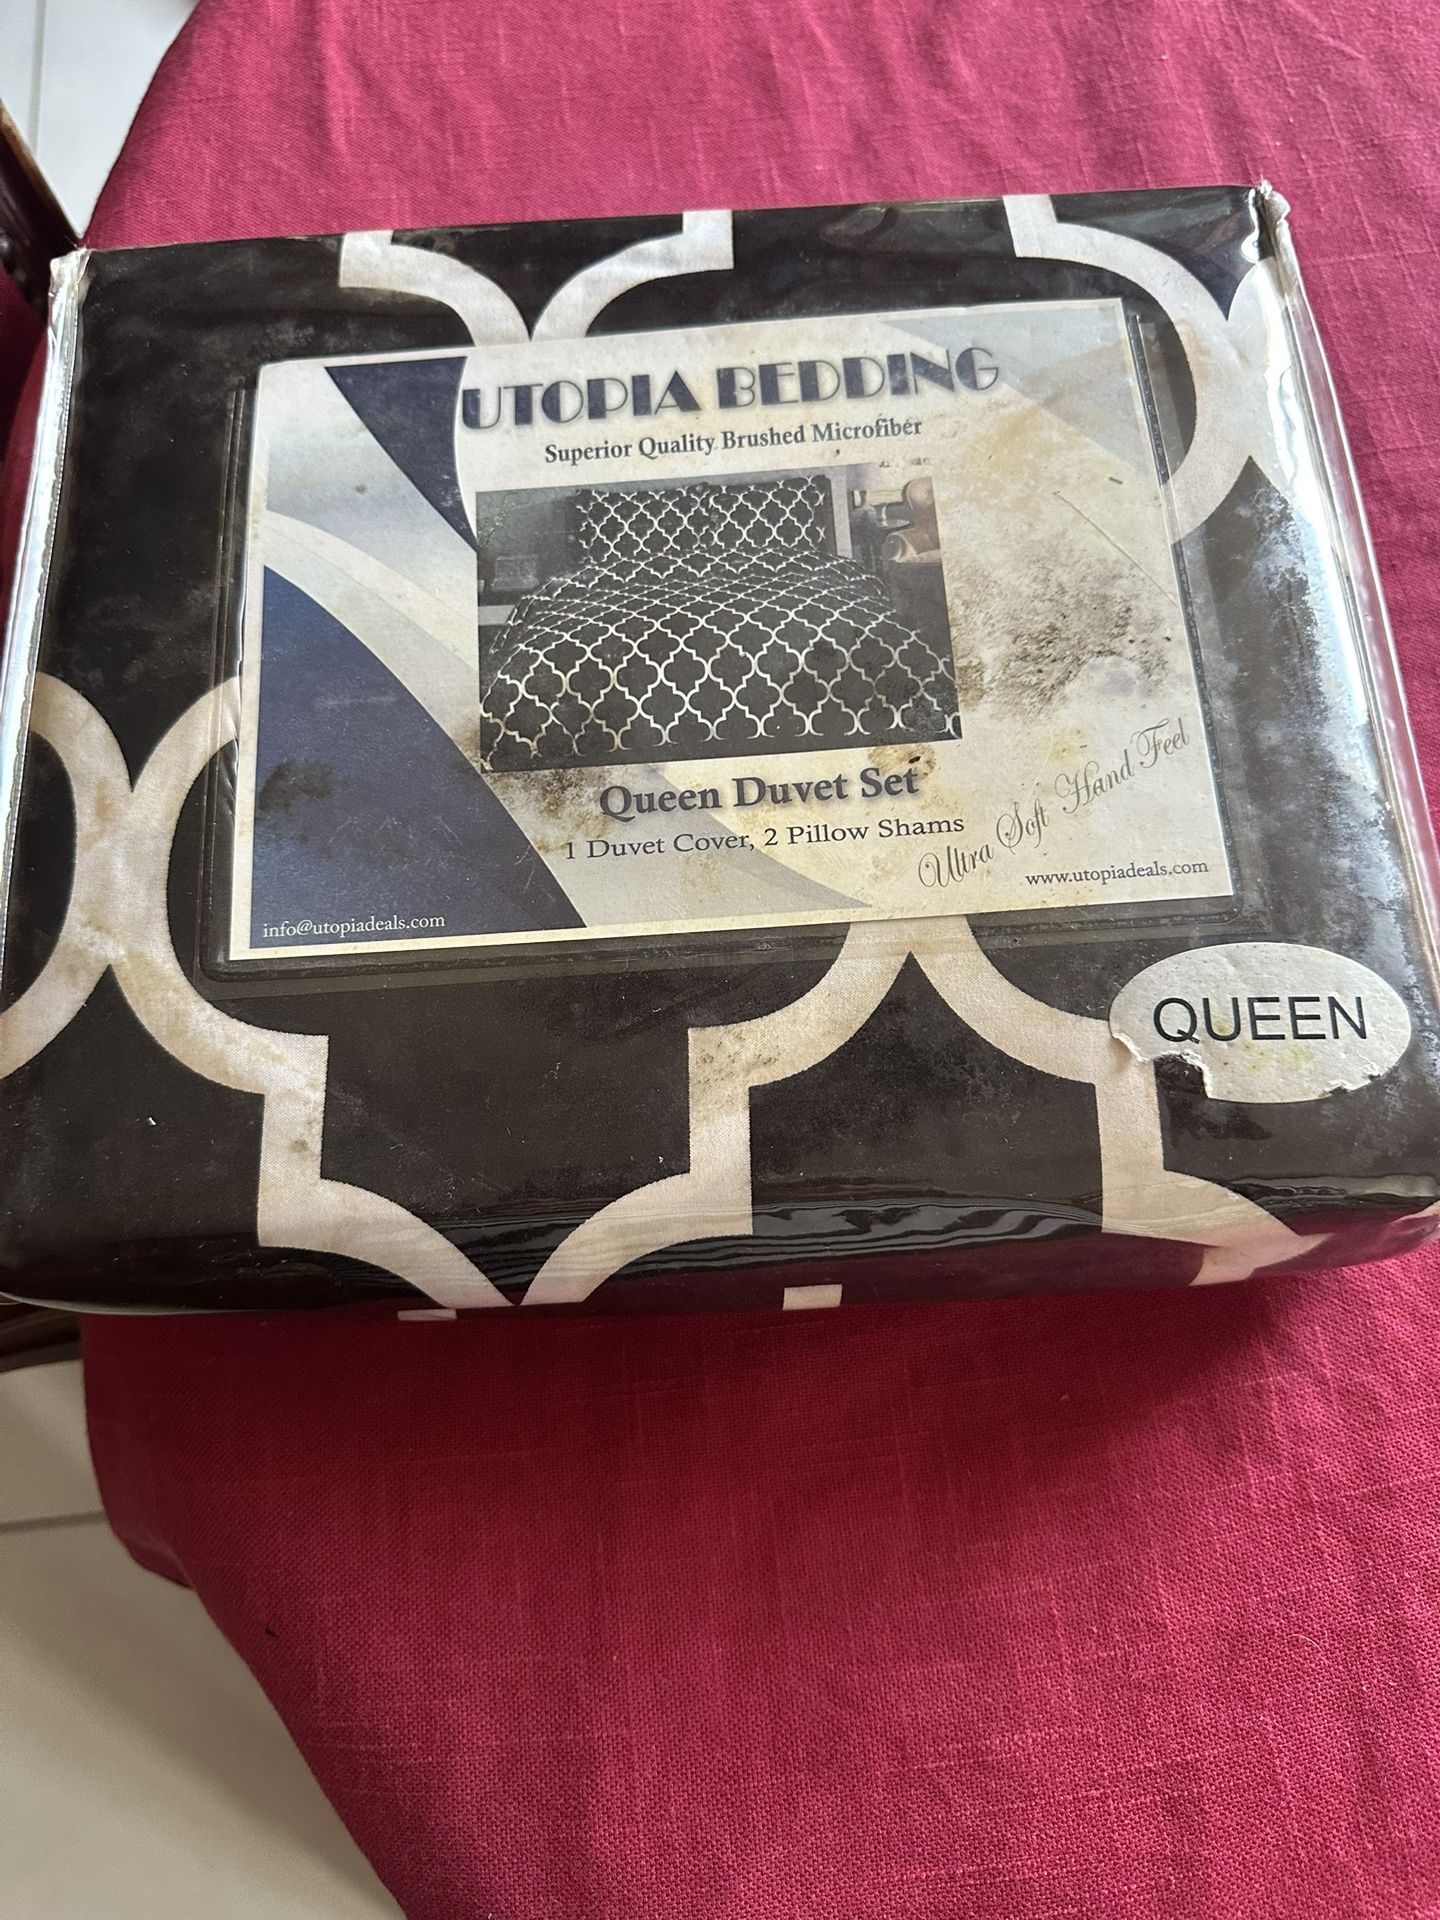 UTOPIA BEDDING
Superior Quality Brushed Microfiber
Queen Duvet Set
1 Duvet Cover, 2 Pillow Shams
Ultra Soft Hand Feel
www.utopiadeals.com
info@utopiadeals.com
QUEEN